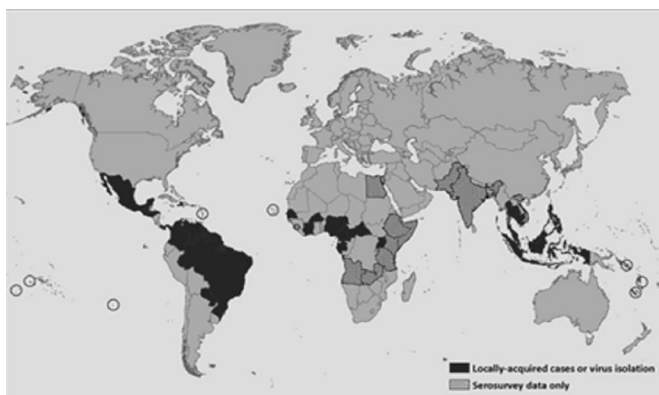 Locally-acquired cases or virus isolation
Serosurvey data only